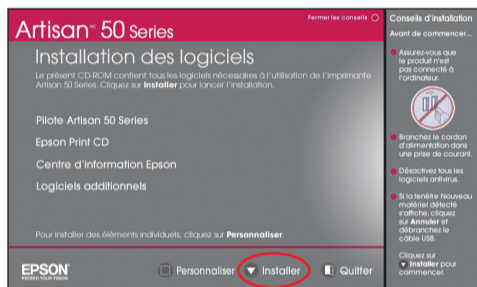 Artisan MC 50 Series
Fermer les conseils
Installation des logiciels
Le présent CD-ROM contient tous les logiciels nécessaires à l'utilisation de l'imprimante
Artisan 50 Series. Cliquez sur Installer pour lancer l'installation.
Pilote Artisan 50 Series
Epson Print CD
Centre d'information Epson
Logiciels additionnels
Pour installer des éléments individuels, cliquez sur Personnaliser.
EPSON
EXCEED YOUR VISION
Personnaliser
Installer
Quitter
Conseils d'installation
Avant de commencer...
Assurez-vous que
le produit n'est
pas connecté à
l'ordinateur.
Branchez le cordon
d'alimentation dans
une prise de courant.
Désactivez tous les
logiciels antivirus.
Si la fenêtre Nouveau
matériel détecté
s'affiche, cliquez
sur Annuler et
débranchez le
câble USB.
Cliquez sur
Installer pour
commencer.